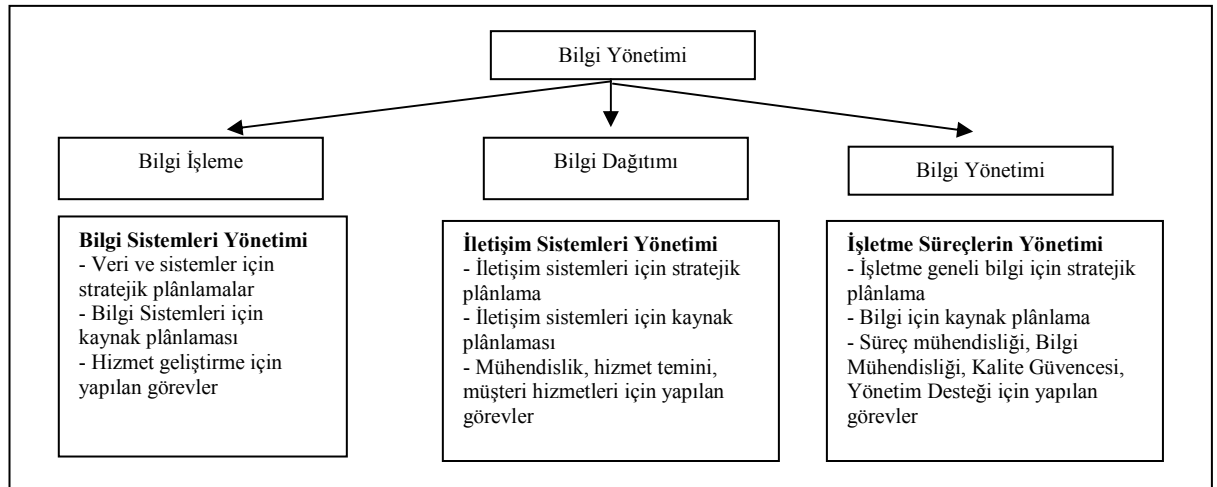 Bilgi Yönetimi
Bilgi İşleme
Bilgi Dağıtımı
Bilgi Yönetimi
Bilgi Sistemleri Yönetimi
- Veri ve sistemler için
stratejik plânlamalar
- Bilgi Sistemleri için
kaynak plânlaması
- Hizmet geliştirme için
yapılan görevler
İletişim Sistemleri Yönetimi
- İletişim sistemleri için stratejik
plânlama
- İletişim sistemleri için kaynak
plânlaması
- Mühendislik, hizmet temini,
müşteri hizmetleri için yapılan
görevler
İşletme Süreçlerin Yönetimi
- İşletme geneli bilgi için stratejik
plânlama
- Bilgi için kaynak plânlama
- Süreç mühendisliği, Bilgi
Mühendisliği, Kalite Güvencesi,
Yönetim Desteği için yapılan
görevler